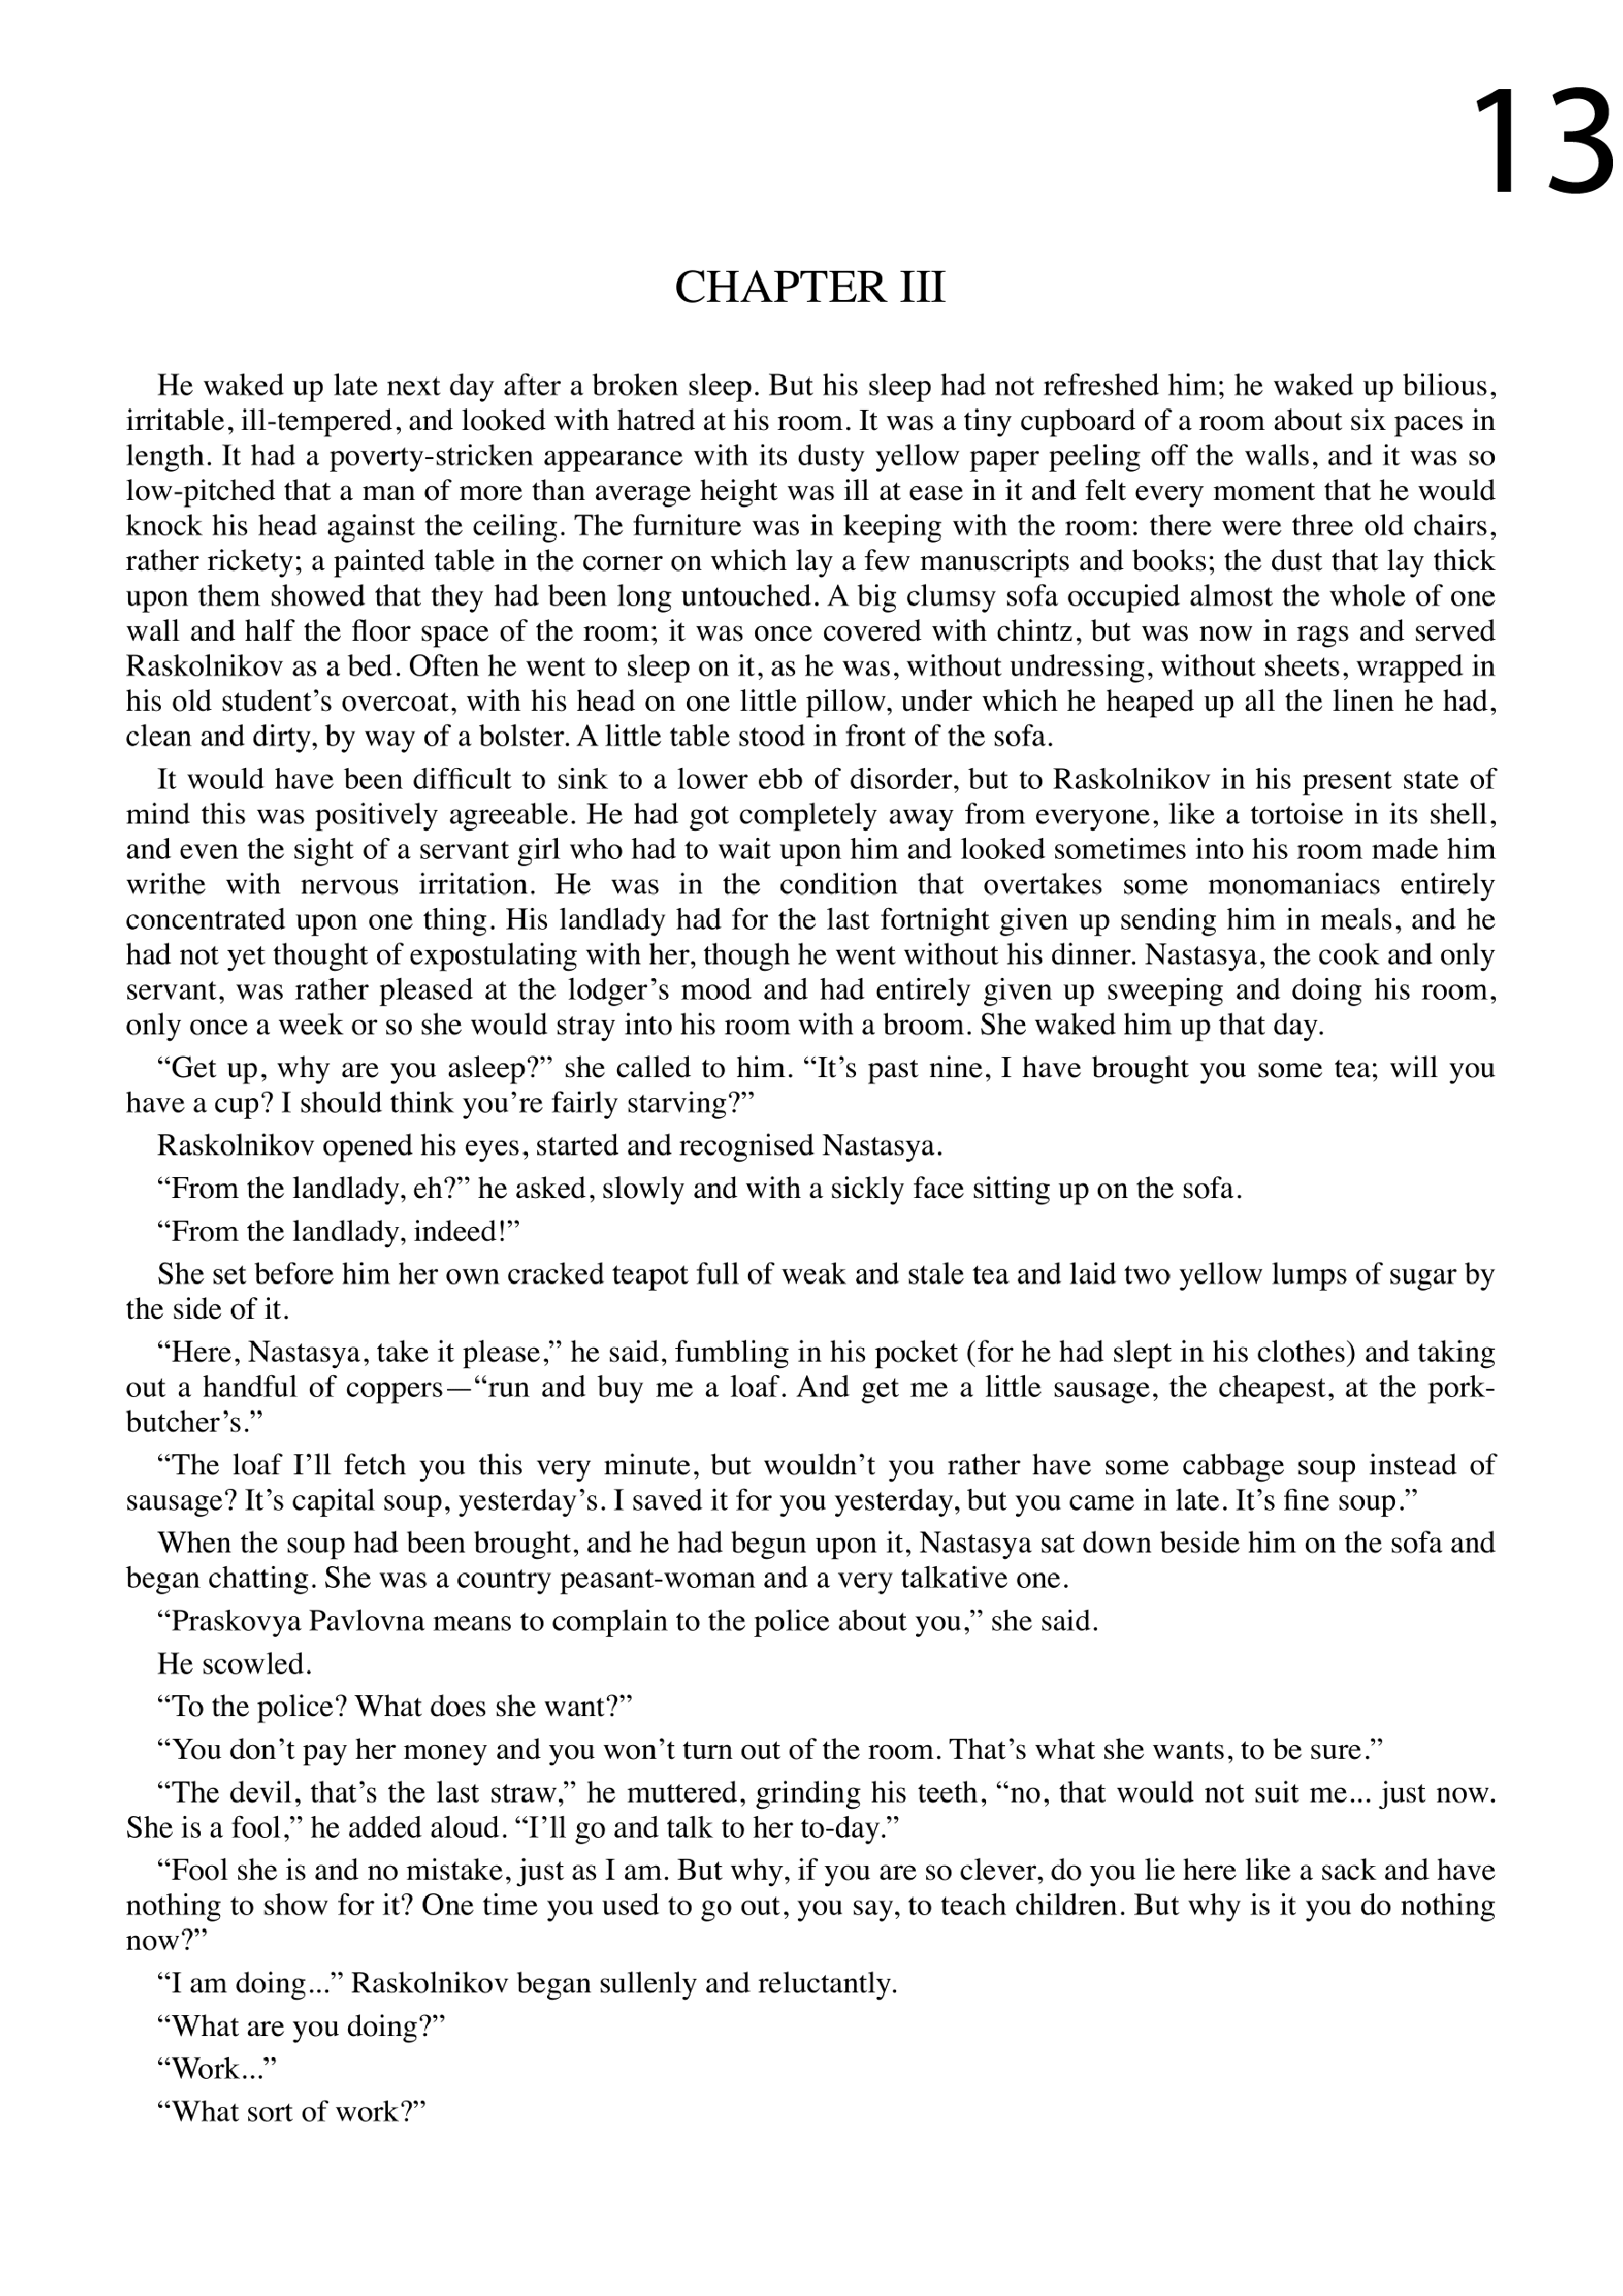 13
CHAPTER III
He waked up late next day after a broken sleep. But his sleep had not refreshed him; he waked up bilious,
irritable, ill-tempered, and looked with hatred at his room. It was a tiny cupboard of a room about six paces in
length. It had a poverty-stricken appearance with its dusty yellow paper peeling off the walls, and it was so
low-pitched that a man of more than average height was ill at ease in it and felt every moment that he would
knock his head against the ceiling. The furniture was in keeping with the room: there were three old chairs,
rather rickety; a painted table in the corner on which lay a few manuscripts and books; the dust that lay thick
upon them showed that they had been long untouched. A big clumsy sofa occupied almost the whole of one
wall and half the floor space of the room; it was once covered with chintz, but was now in rags and served
Raskolnikov as a bed. Often he went to sleep on it, as he was, without undressing, without sheets, wrapped in
his old student’s overcoat, with his head on one little pillow, under which he heaped up all the linen he had,
clean and dirty, by way of a bolster. A little table stood in front of the sofa.
It would have been difficult to sink to a lower ebb of disorder, but to Raskolnikov in his present state of
mind this was positively agreeable. He had got completely away from everyone, like a tortoise in its shell,
and even the sight of a servant girl who had to wait upon him and looked sometimes into his room made him
writhe with nervous irritation. He was in the condition that overtakes some monomaniacs entirely
concentrated upon one thing. His landlady had for the last fortnight given up sending him in meals, and he
had not yet thought of expostulating with her, though he went without his dinner. Nastasya, the cook and only
servant, was rather pleased at the lodger’s mood and had entirely given up sweeping and doing his room,
only once a week or so she would stray into his room with a broom. She waked him up that day.
“Get up, why are you asleep?” she called to him. “It’s past nine, I have brought you some tea; will you
have a cup? I should think you’re fairly starving?”
Raskolnikov opened his eyes, started and recognised Nastasya.
“From the landlady, eh?” he asked, slowly and with a sickly face sitting up on the sofa.
“From the landlady, indeed!”
She set before him her own cracked teapot full of weak and stale tea and laid two yellow lumps of sugar by
the side of it.
“Here, Nastasya, take it please,” he said, fumbling in his pocket (for he had slept in his clothes) and taking
out a handful of coppers—“run and buy me a loaf. And get me a little sausage, the cheapest, at the pork-
butcher’s.”
“The loaf I’ll fetch you this very minute, but wouldn’t you rather have some cabbage soup instead of
sausage? It’s capital soup, yesterday’s. I saved it for you yesterday, but you came in late. It’s fine soup.”
When the soup had been brought, and he had begun upon it, Nastasya sat down beside him on the sofa and
began chatting. She was a country peasant-woman and a very talkative one.
“Praskovya Pavlovna means to complain to the police about you,” she said.
He scowled.
“To the police? What does she want?”
“You don’t pay her money and you won’t turn out of the room. That’s what she wants, to be sure.”
“The devil, that’s the last straw,” he muttered, grinding his teeth, “no, that would not suit me... just now.
She is a fool,” he added aloud. “I’ll go and talk to her to-day.”
“Fool she is and no mistake, just as I am. But why, if you are so clever, do you lie here like a sack and have
nothing to show for it? One time you used to go out, you say, to teach children. But why is it you do nothing
now?”
“I am doing...” Raskolnikov began sullenly and reluctantly.
“What are you doing?”
“Work...”
“What sort of work?”